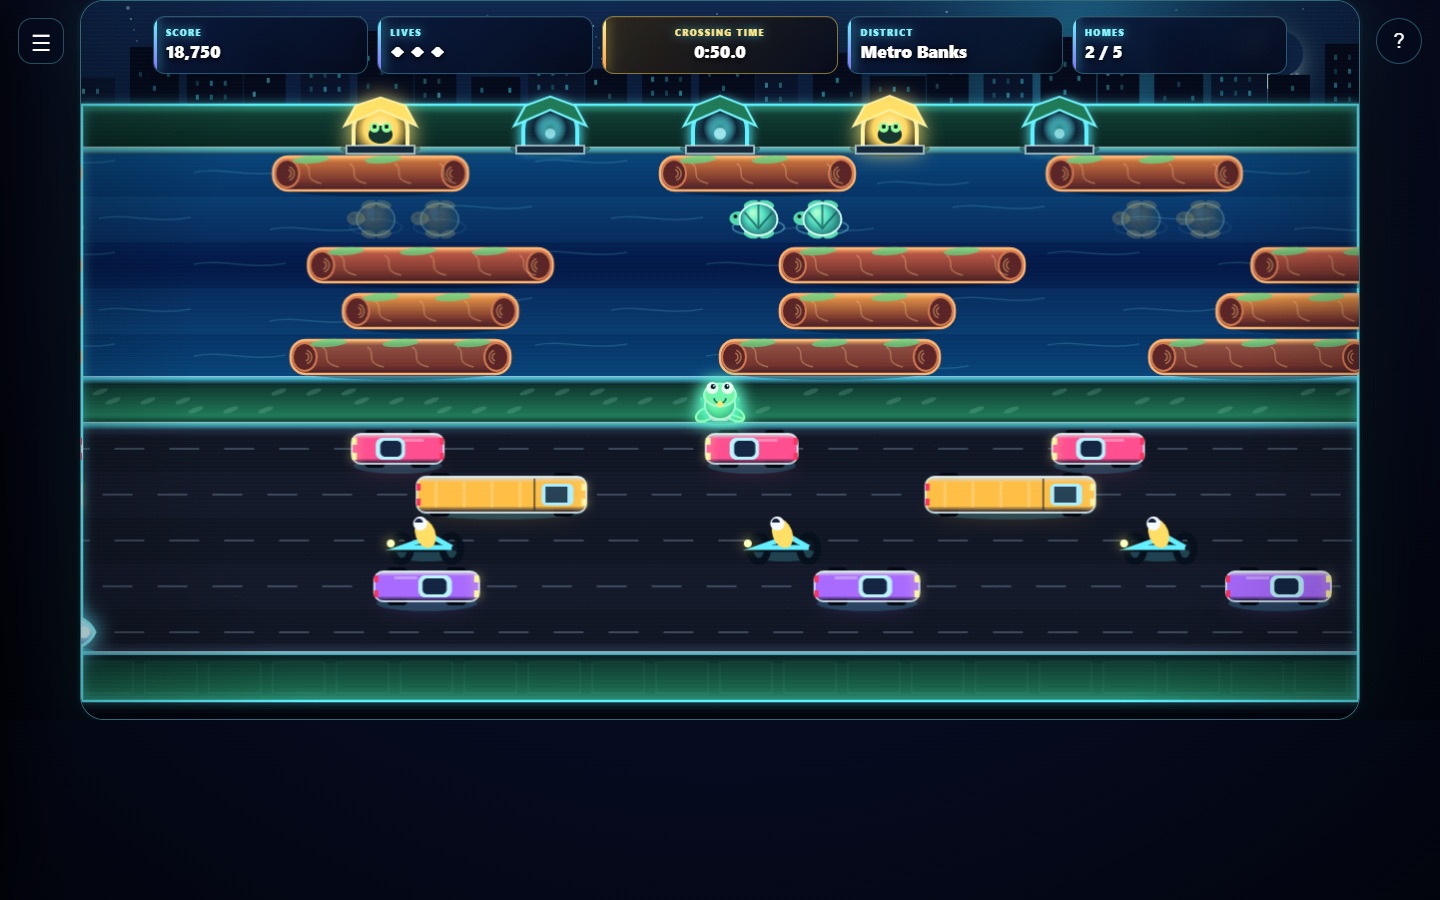 ☰
SCORE
18,750
LIVES
CROSSING TIME
0:50.0
DISTRICT
Metro Banks
HOMES
2 / 5
?